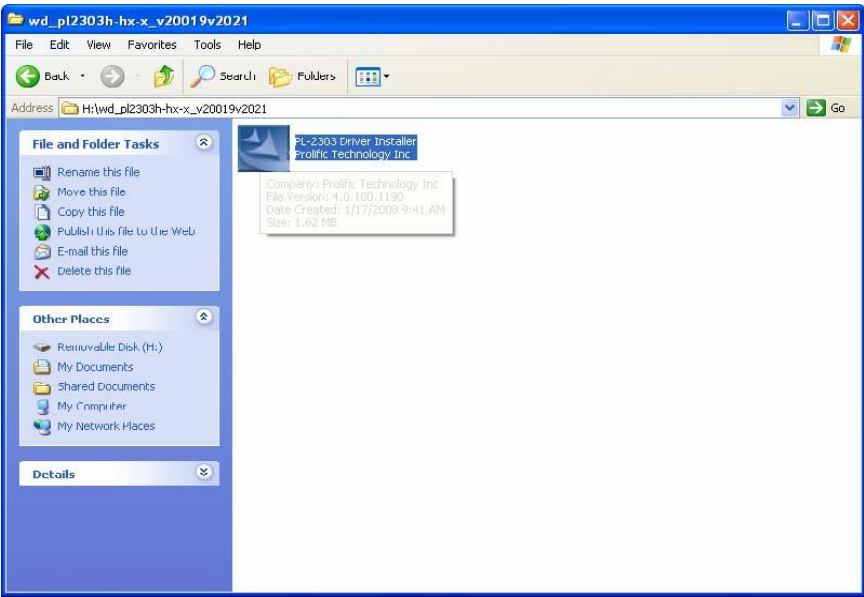 wd_pl2303h-hx-x_v20019v2021
File Edit View Favorites Tools Help
Back Search Folders
Address H:\wd_pl2303h-hx-x_v20019v2021 Go
File and Folder Tasks
Rename this file
Move this file
Copy this file
Publish this file to the Web
E-mail this file
Delete this file
Other Places
Removable Disk (H:)
My Documents
Shared Documents
My Computer
My Network Places
Details
PL-2303 Driver Installer
Prolific Technology Inc
Company: Prolific Technology Inc
File Version: 4.0.100.1190
Date Created: 1/17/2008 9:41 AM
Size: 1.62 MB